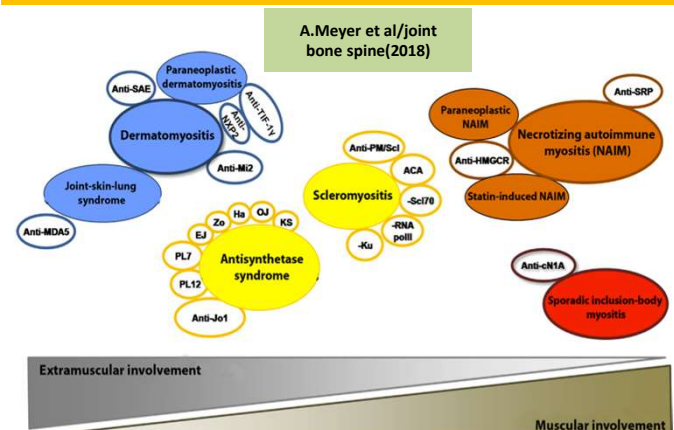 A.Meyer et al/joint
bone spine(2018)
Paraneoplastic
dermatomyositis
Anti-SAE
Anti-TIF-1γ
Anti-
NXP2
Dermatomyositis
Anti-Mi2
Joint-skin-lung
syndrome
Anti-MDA5
Anti-SRP
Paraneoplastic
NAIM
Necrotizing autoimmune
myositis (NAIM)
Anti-HMGCR
Statin-induced NAIM
Anti-PM/Scl
ACA
Scleromyositis
-Scl70
-RNA
polII
-Ku
Ha
OJ
Zo
KS
EJ
PL7
Antisynthetase
syndrome
PL12
Anti-Jo1
Anti-cN1A
Sporadic inclusion-body
myositis
Extramuscular involvement
Muscular involvement